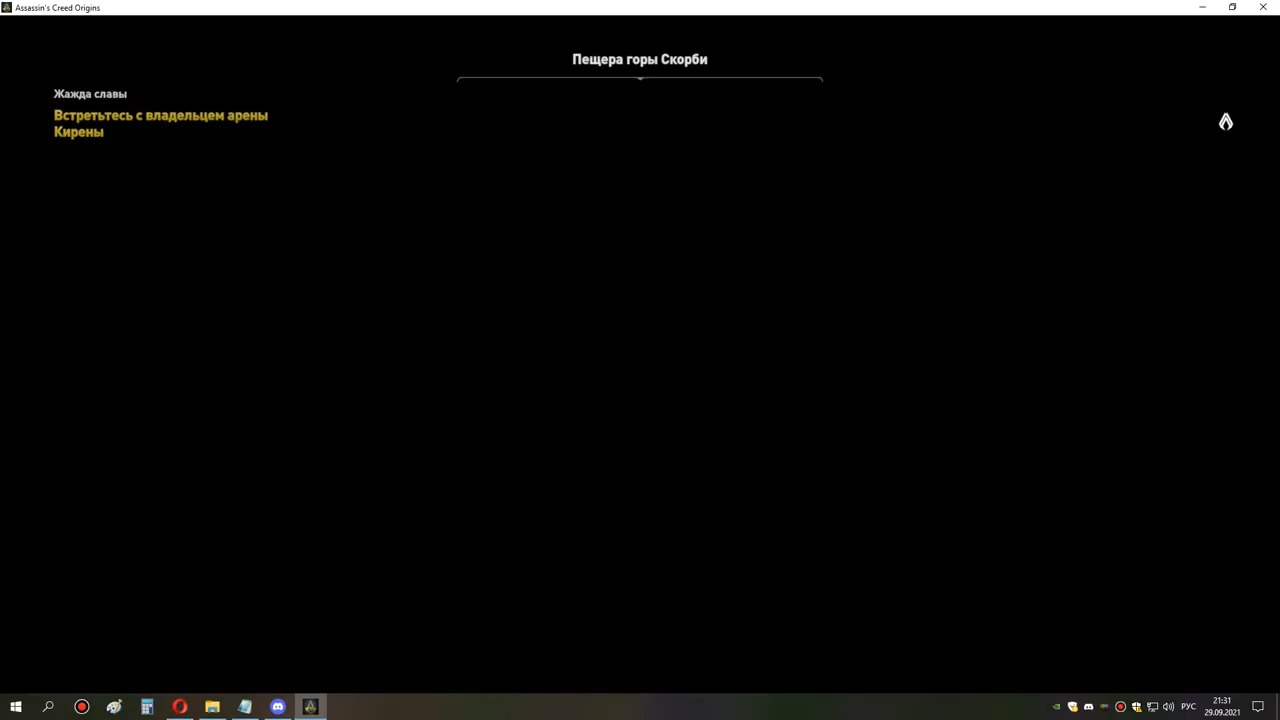 Assassin's Creed Origins
Пещера горы Скорби
Жажда славы
Встретьтесь с владельцем арены
Кирены
РУС
21:31
29.09.2021